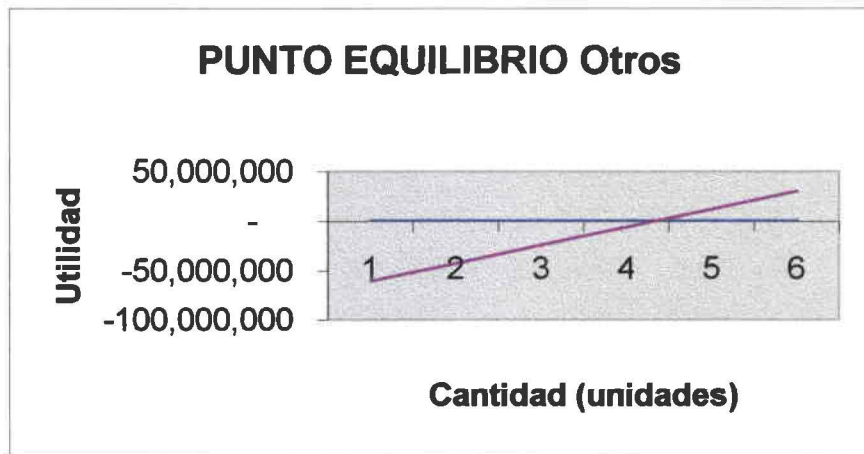 PUNTO EQUILIBRIO Otros
Utilidad
50,000,000
-
-50,000,000
-100,000,000
1 2 3 4 5 6
Cantidad (unidades)